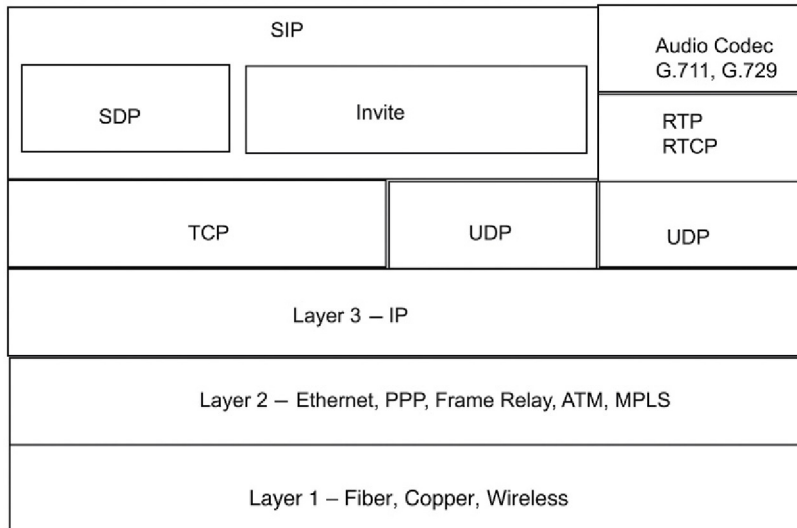 SIP
Audio Codec
G.711, G.729
SDP
Invite
RTP
RTCP
TCP
UDP
UDP
Layer 3 – IP
Layer 2 – Ethernet, PPP, Frame Relay, ATM, MPLS
Layer 1 – Fiber, Copper, Wireless